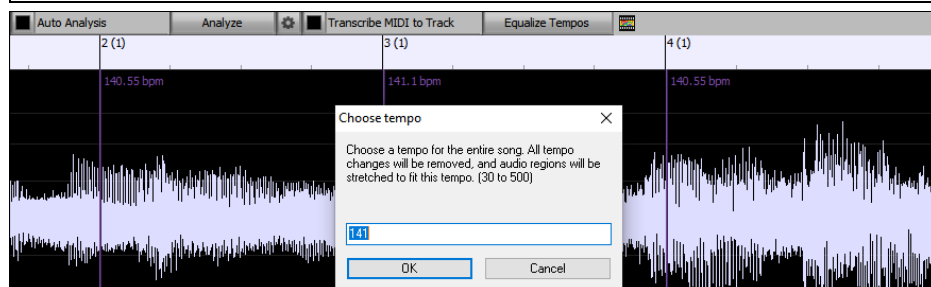 Auto Analysis Analyze Transcribe MIDI to Track Equalize Tempos
2 (1) 3 (1) 4 (1)
140.55 bpm 141.1 bpm 140.55 bpm
Choose tempo
Choose a tempo for the entire song. All tempo
changes will be removed, and audio regions will be
stretched to fit this tempo. (30 to 500)
141
OK Cancel